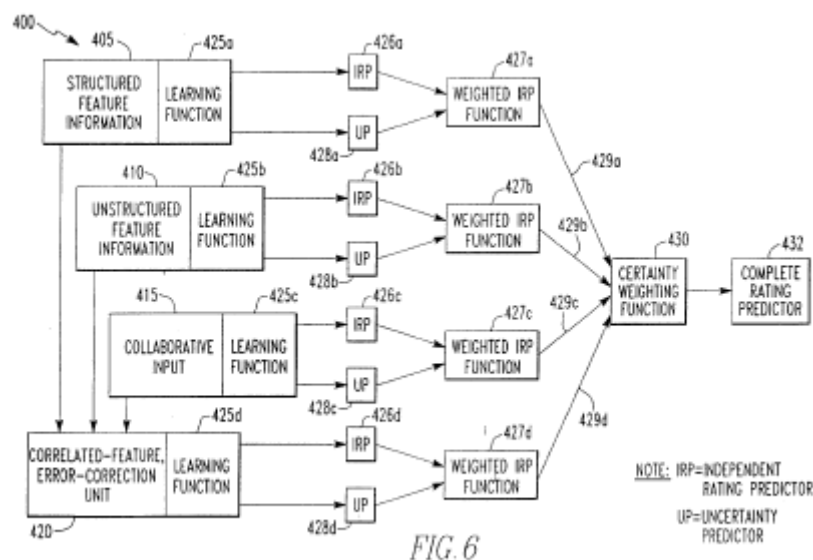 400
405
425a
STRUCTURED
FEATURE
INFORMATION
LEARNING
FUNCTION
426a
IRP
UP
428a
427a
WEIGHTED IRP
FUNCTION
429a
410
425b
UNSTRUCTURED
FEATURE
INFORMATION
LEARNING
FUNCTION
426b
IRP
UP
428b
427b
WEIGHTED IRP
FUNCTION
429b
430
CERTAINTY
WEIGHTING
FUNCTION
432
COMPLETE
RATING
PREDICTOR
415
425c
COLLABORATIVE
INPUT
LEARNING
FUNCTION
426c
IRP
UP
428c
427c
WEIGHTED IRP
FUNCTION
429c
425d
CORRELATED-FEATURE,
ERROR-CORRECTION
UNIT
420
LEARNING
FUNCTION
426d
IRP
UP
428d
427d
WEIGHTED IRP
FUNCTION
429d
NOTE: IRP=INDEPENDENT
RATING PREDICTOR
UP=UNCERTAINTY
PREDICTOR
FIG. 6